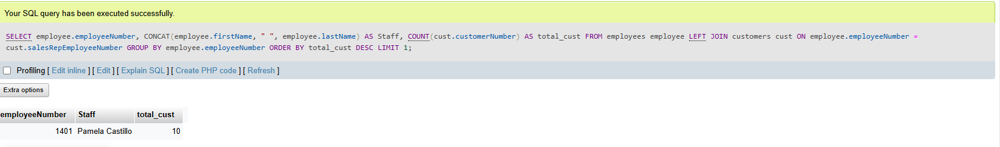 Your SQL query has been executed successfully.
SELECT employee.employeeNumber, CONCAT(employee.firstName, " ", employee.lastName) AS Staff, COUNT(cust.customerNumber) AS total_cust FROM employees employee LEFT JOIN customers cust ON employee.employeeNumber =
cust.salesRepEmployeeNumber GROUP BY employee.employeeNumber ORDER BY total_cust DESC LIMIT 1;
Profiling [ Edit inline ] [ Edit ] [ Explain SQL ] [ Create PHP code ] [ Refresh ]
Extra options
employeeNumber Staff total_cust
1401 Pamela Castillo 10